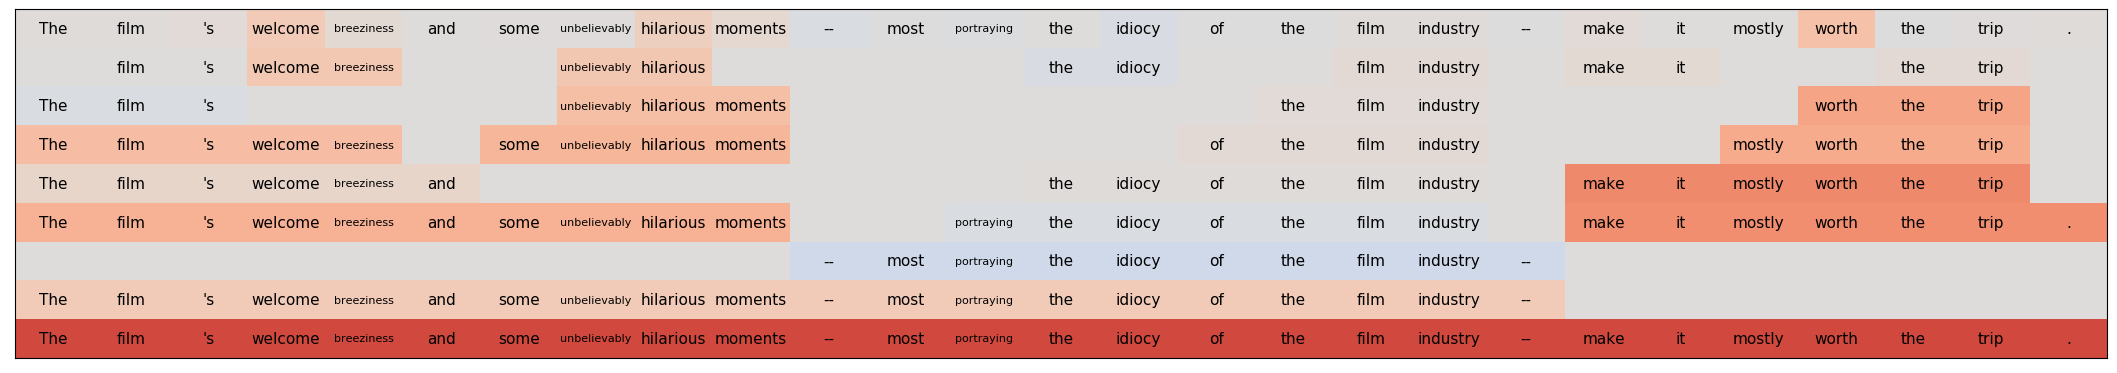 The film 's welcome breeziness and some unbelievably hilarious moments -- most portraying the idiocy of the film industry -- make it mostly worth the trip .
film 's welcome breeziness unbelievably hilarious the idiocy film industry make it the trip
The film 's unbelievably hilarious moments the film industry worth the trip
The film 's welcome breeziness some unbelievably hilarious moments of the film industry mostly worth the trip
The film 's welcome breeziness and the idiocy of the film industry make it mostly worth the trip
The film 's welcome breeziness and some unbelievably hilarious moments portraying the idiocy of the film industry make it mostly worth the trip .
-- most portraying the idiocy of the film industry --
The film 's welcome breeziness and some unbelievably hilarious moments -- most portraying the idiocy of the film industry --
The film 's welcome breeziness and some unbelievably hilarious moments -- most portraying the idiocy of the film industry -- make it mostly worth the trip .